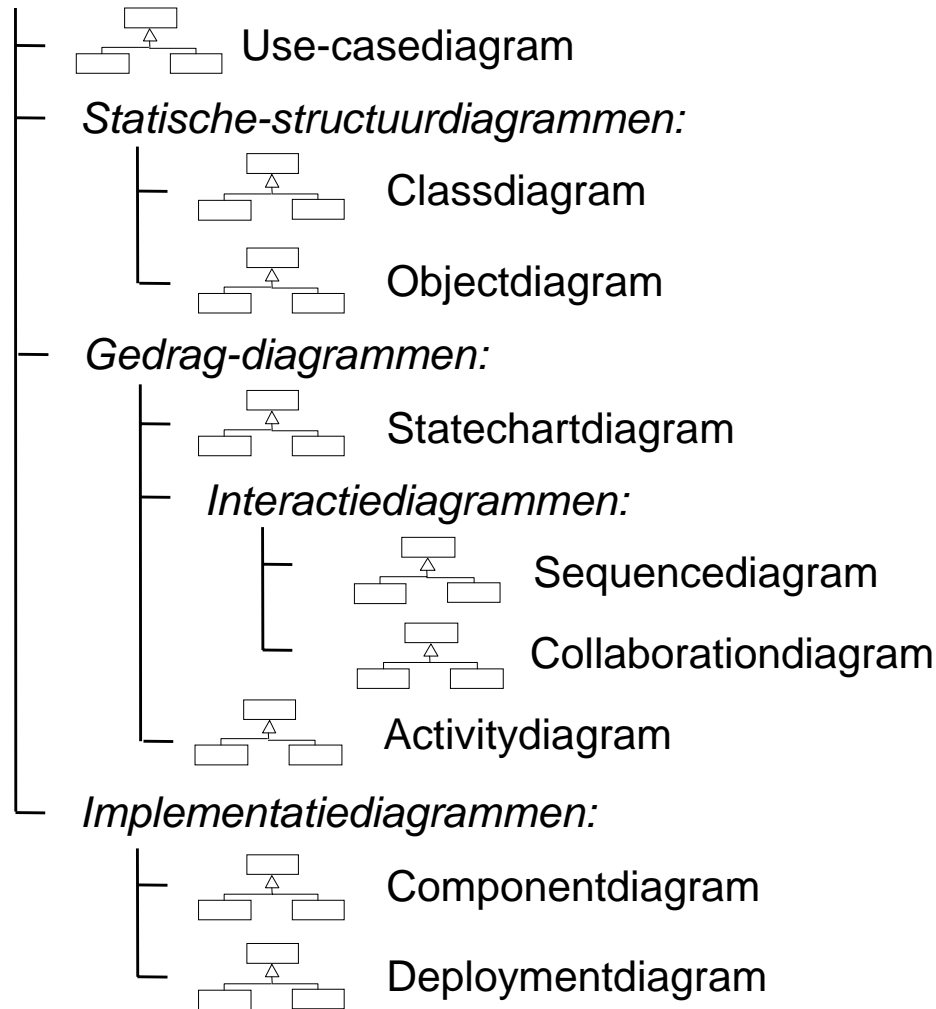 Use-casediagram
Statische-structuurdiagrammen:
Classdiagram
Objectdiagram
Gedrag-diagrammen:
Statechartdiagram
Interactiediagrammen:
Sequencediagram
Collaborationdiagram
Activitydiagram
Implementatiediagrammen:
Componentdiagram
Deploymentdiagram